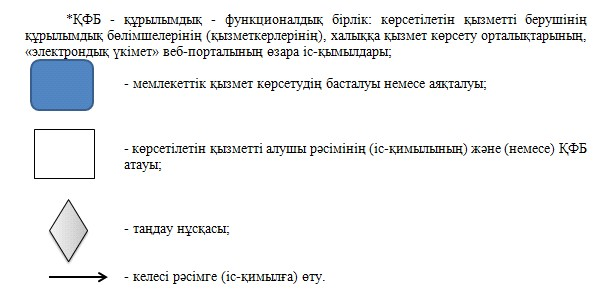 *ҚФБ - құрылымдық - функционалдық бірлік: көрсетілетін қызметті берушінің
құрылымдық бөлімшелерінің (қызметкерлерінің), халыққа қызмет көрсету орталықтарының,
«электрондық үкімет» веб-порталының өзара іс-қымылдары;
- мемлекеттік қызмет көрсетудің басталуы немесе аяқталуы;
- көрсетілетін қызметті алушы рәсімінің (іс-қимылының) және (немесе) ҚФБ
атауы;
- таңдау нұсқасы;
- келесі рәсімге (іс-қимылға) өту.